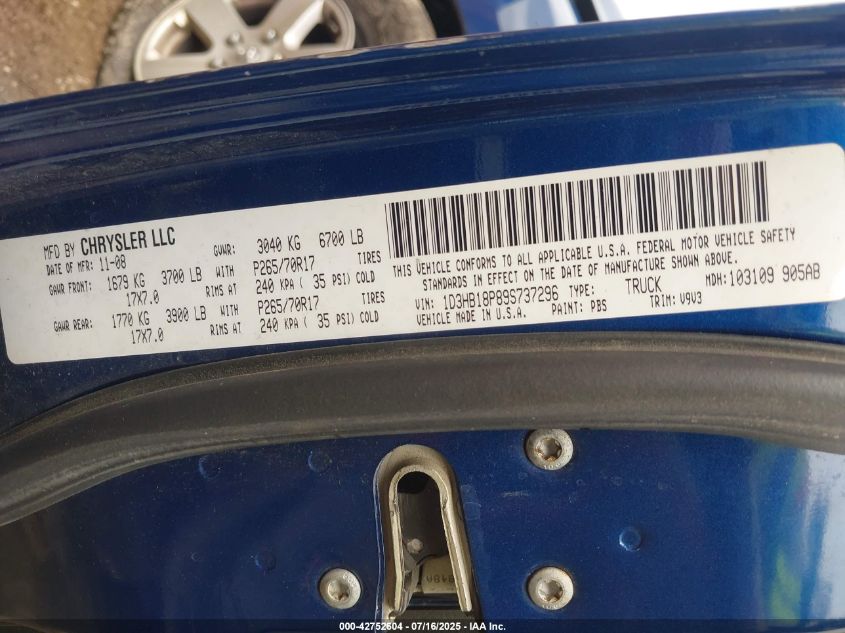 MFD BY CHRYSLER LLC
DATE OF MFR: 11-08 GVWR: 3040 KG 6700 LB
GAWR FRONT: 1679 KG 3700 LB WITH P265/70R17 TIRES
17X7.0 RIMS AT 240 KPA ( 35 PSI) COLD
GAWR REAR: 1770 KG 3900 LB WITH P265/70R17 TIRES
17X7.0 RIMS AT 240 KPA ( 35 PSI) COLD
THIS VEHICLE CONFORMS TO ALL APPLICABLE U.S.A. FEDERAL MOTOR VEHICLE SAFETY
STANDARDS IN EFFECT ON THE DATE OF MANUFACTURE SHOWN ABOVE.
VIN: 1D3HB18P89S737296 TYPE: TRUCK MDH: 103109 905AB
VEHICLE MADE IN U.S.A. PAINT: PBS TRIM: V9V3
000-42752604 - 07/16/2025 - IAA Inc.